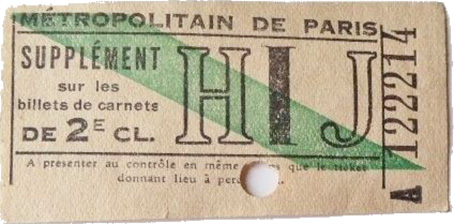 MÉTROPOLITAIN DE PARIS
SUPPLÉMENT
sur les
billets de carnets
DE 2E CL.
HIJ
A présenter au contrôle en même que le ticket
donnant lieu à
122214
A